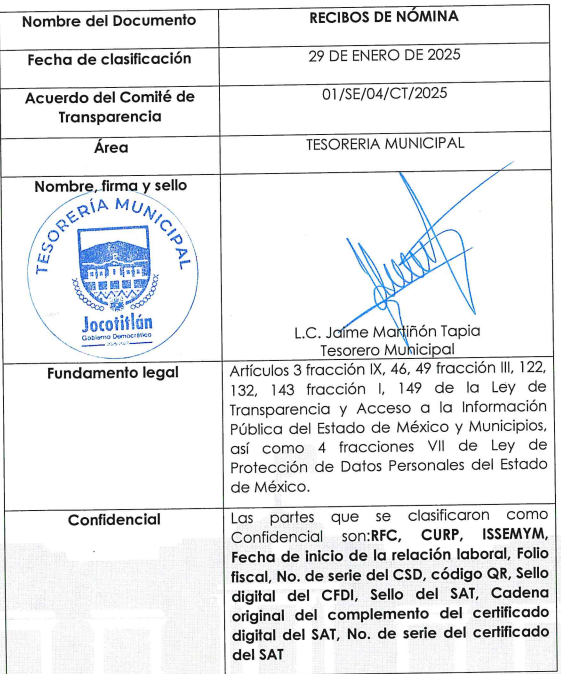 Nombre del Documento
RECIBOS DE NÓMINA
Fecha de clasificación
29 DE ENERO DE 2025
Acuerdo del Comité de
Transparencia
01/SE/04/CT/2025
Área
TESORERIA MUNICIPAL
Nombre, firma y sello
TESORERÍA MUNICIPAL
Jocotitlán
Gobierno Democrático
L.C. Jaime Martiñón Tapia
Tesorero Municipal
Fundamento legal
Artículos 3 fracción IX, 46, 49 fracción III, 122,
132, 143 fracción I, 149 de la Ley de
Transparencia y Acceso a la Información
Pública del Estado de México y Municipios,
así como 4 fracciones VII de Ley de
Protección de Datos Personales del Estado
de México.
Confidencial
Las partes que se clasificaron como
Confidencial son:RFC, CURP, ISSEMYM,
Fecha de inicio de la relación laboral, Folio
fiscal, No. de serie del CSD, código QR, Sello
digital del CFDI, Sello del SAT, Cadena
original del complemento del certificado
digital del SAT, No. de serie del certificado
del SAT